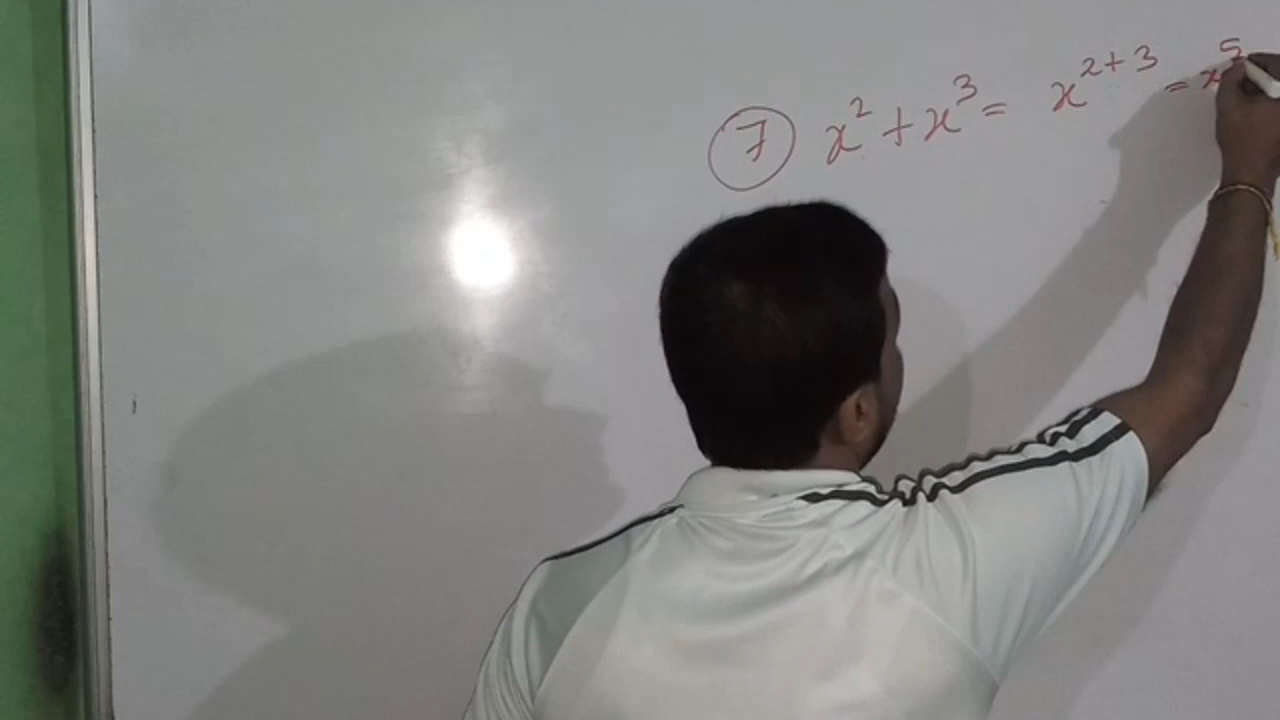 ⑦ x² + x³ = x²⁺³ = x⁵